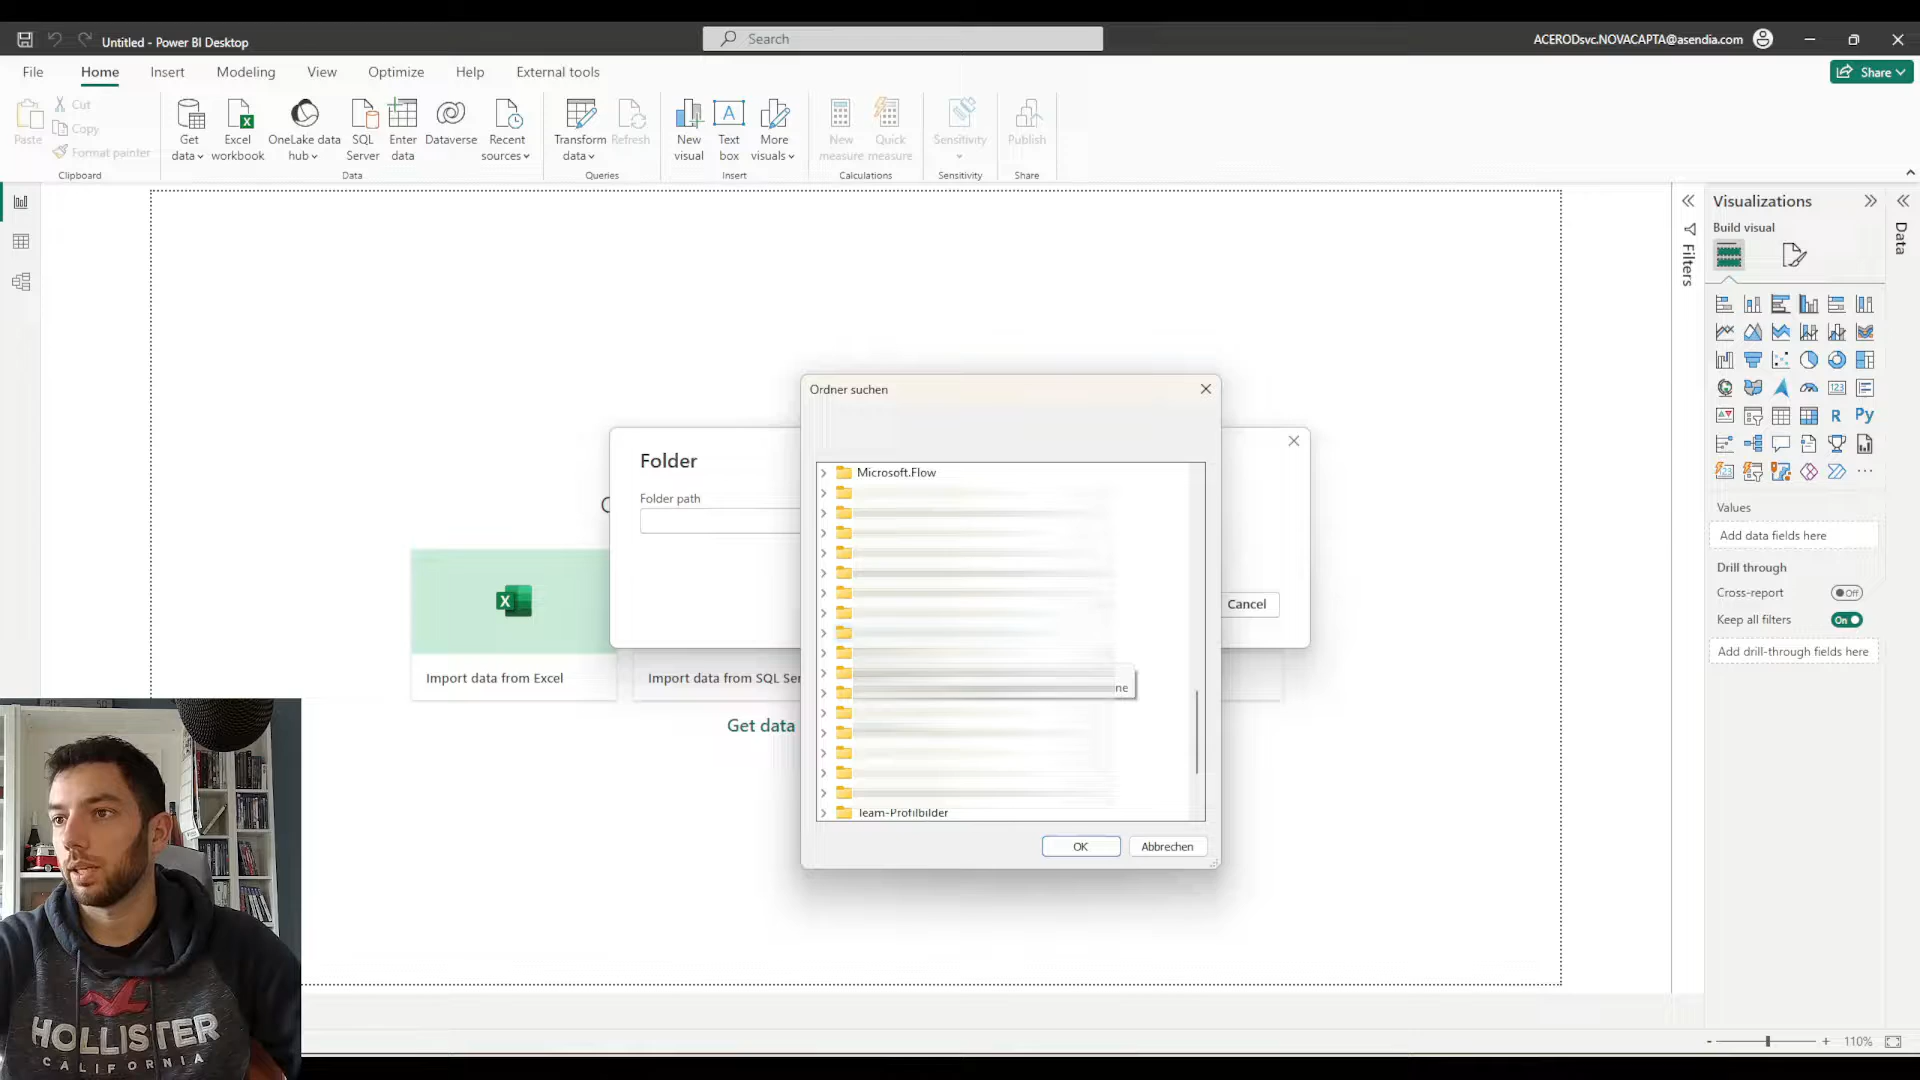 Untitled - Power BI Desktop
Search
ACERODsvc.NOVACAPTA@asendia.com
File
Home
Insert
Modeling
View
Optimize
Help
External tools
Share
Paste
Cut
Copy
Format painter
Clipboard
Get data
Excel workbook
OneLake data hub
SQL Server
Enter data
Dataverse
Recent sources
Data
Transform data
Refresh
Queries
New visual
Text box
More visuals
Insert
New measure
Quick measure
Calculations
Sensitivity
Sensitivity
Publish
Share
Ordner suchen
Microsoft.Flow
ne
Team-Profilbilder
OK
Abbrechen
Folder
Folder path
Cancel
Import data from Excel
Import data from SQL Ser
Get data
Filters
Visualizations
Build visual
123
R
Py
Values
Add data fields here
Drill through
Cross-report
Off
Keep all filters
On
Add drill-through fields here
Data
110%
HOLLISTER
CALIFORNIA